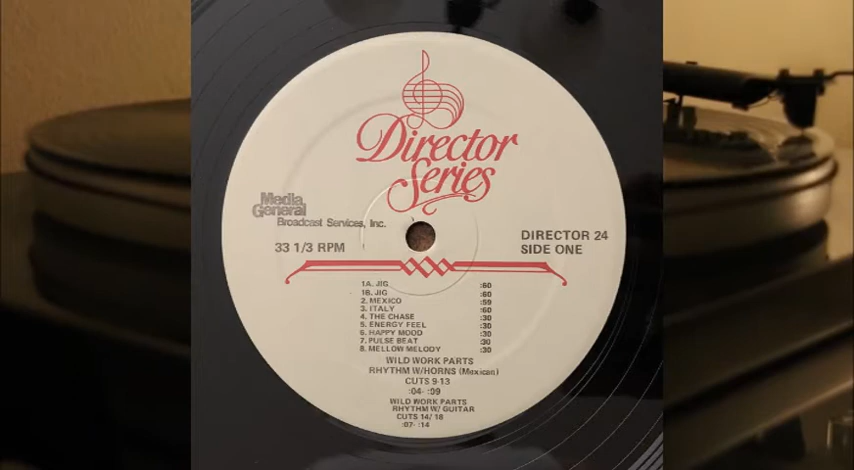 Director
Series
Media
General
Broadcast Services, Inc.
33 1/3 RPM
DIRECTOR 24
SIDE ONE
1A. JIG :60
1B. JIG :60
2. MEXICO :59
3. ITALY :60
4. THE CHASE :30
5. ENERGY FEEL :30
6. HAPPY MOOD :30
7. PULSE BEAT :30
8. MELLOW MELODY :30
WILD WORK PARTS
RHYTHM W/HORNS (Mexican)
CUTS 9-13
:04- :09
WILD WORK PARTS
RHYTHM W/ GUITAR
CUTS 14/ 18
:07- :14